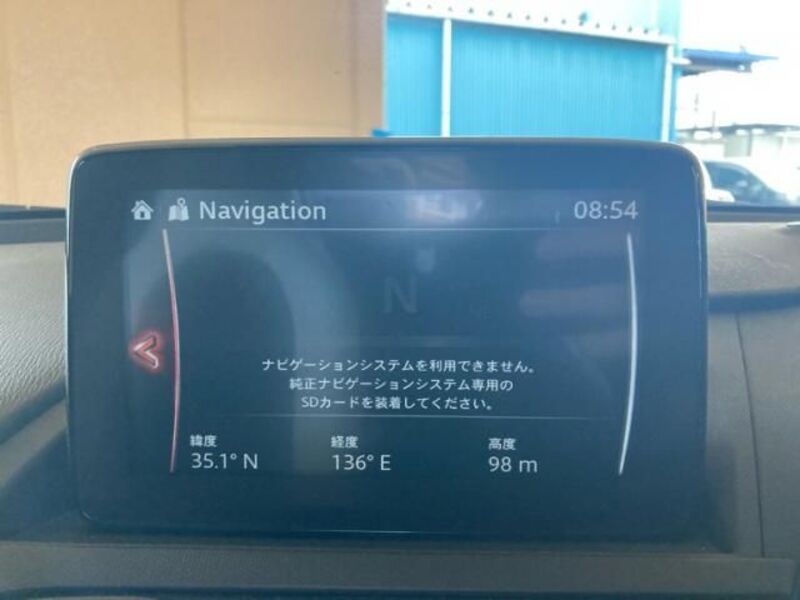 Navigation
08:54
N
ナビゲーションシステムを利用できません。
純正ナビゲーションシステム専用の
SDカードを装着してください。
緯度 経度 高度
35.1° N 136° E 98 m